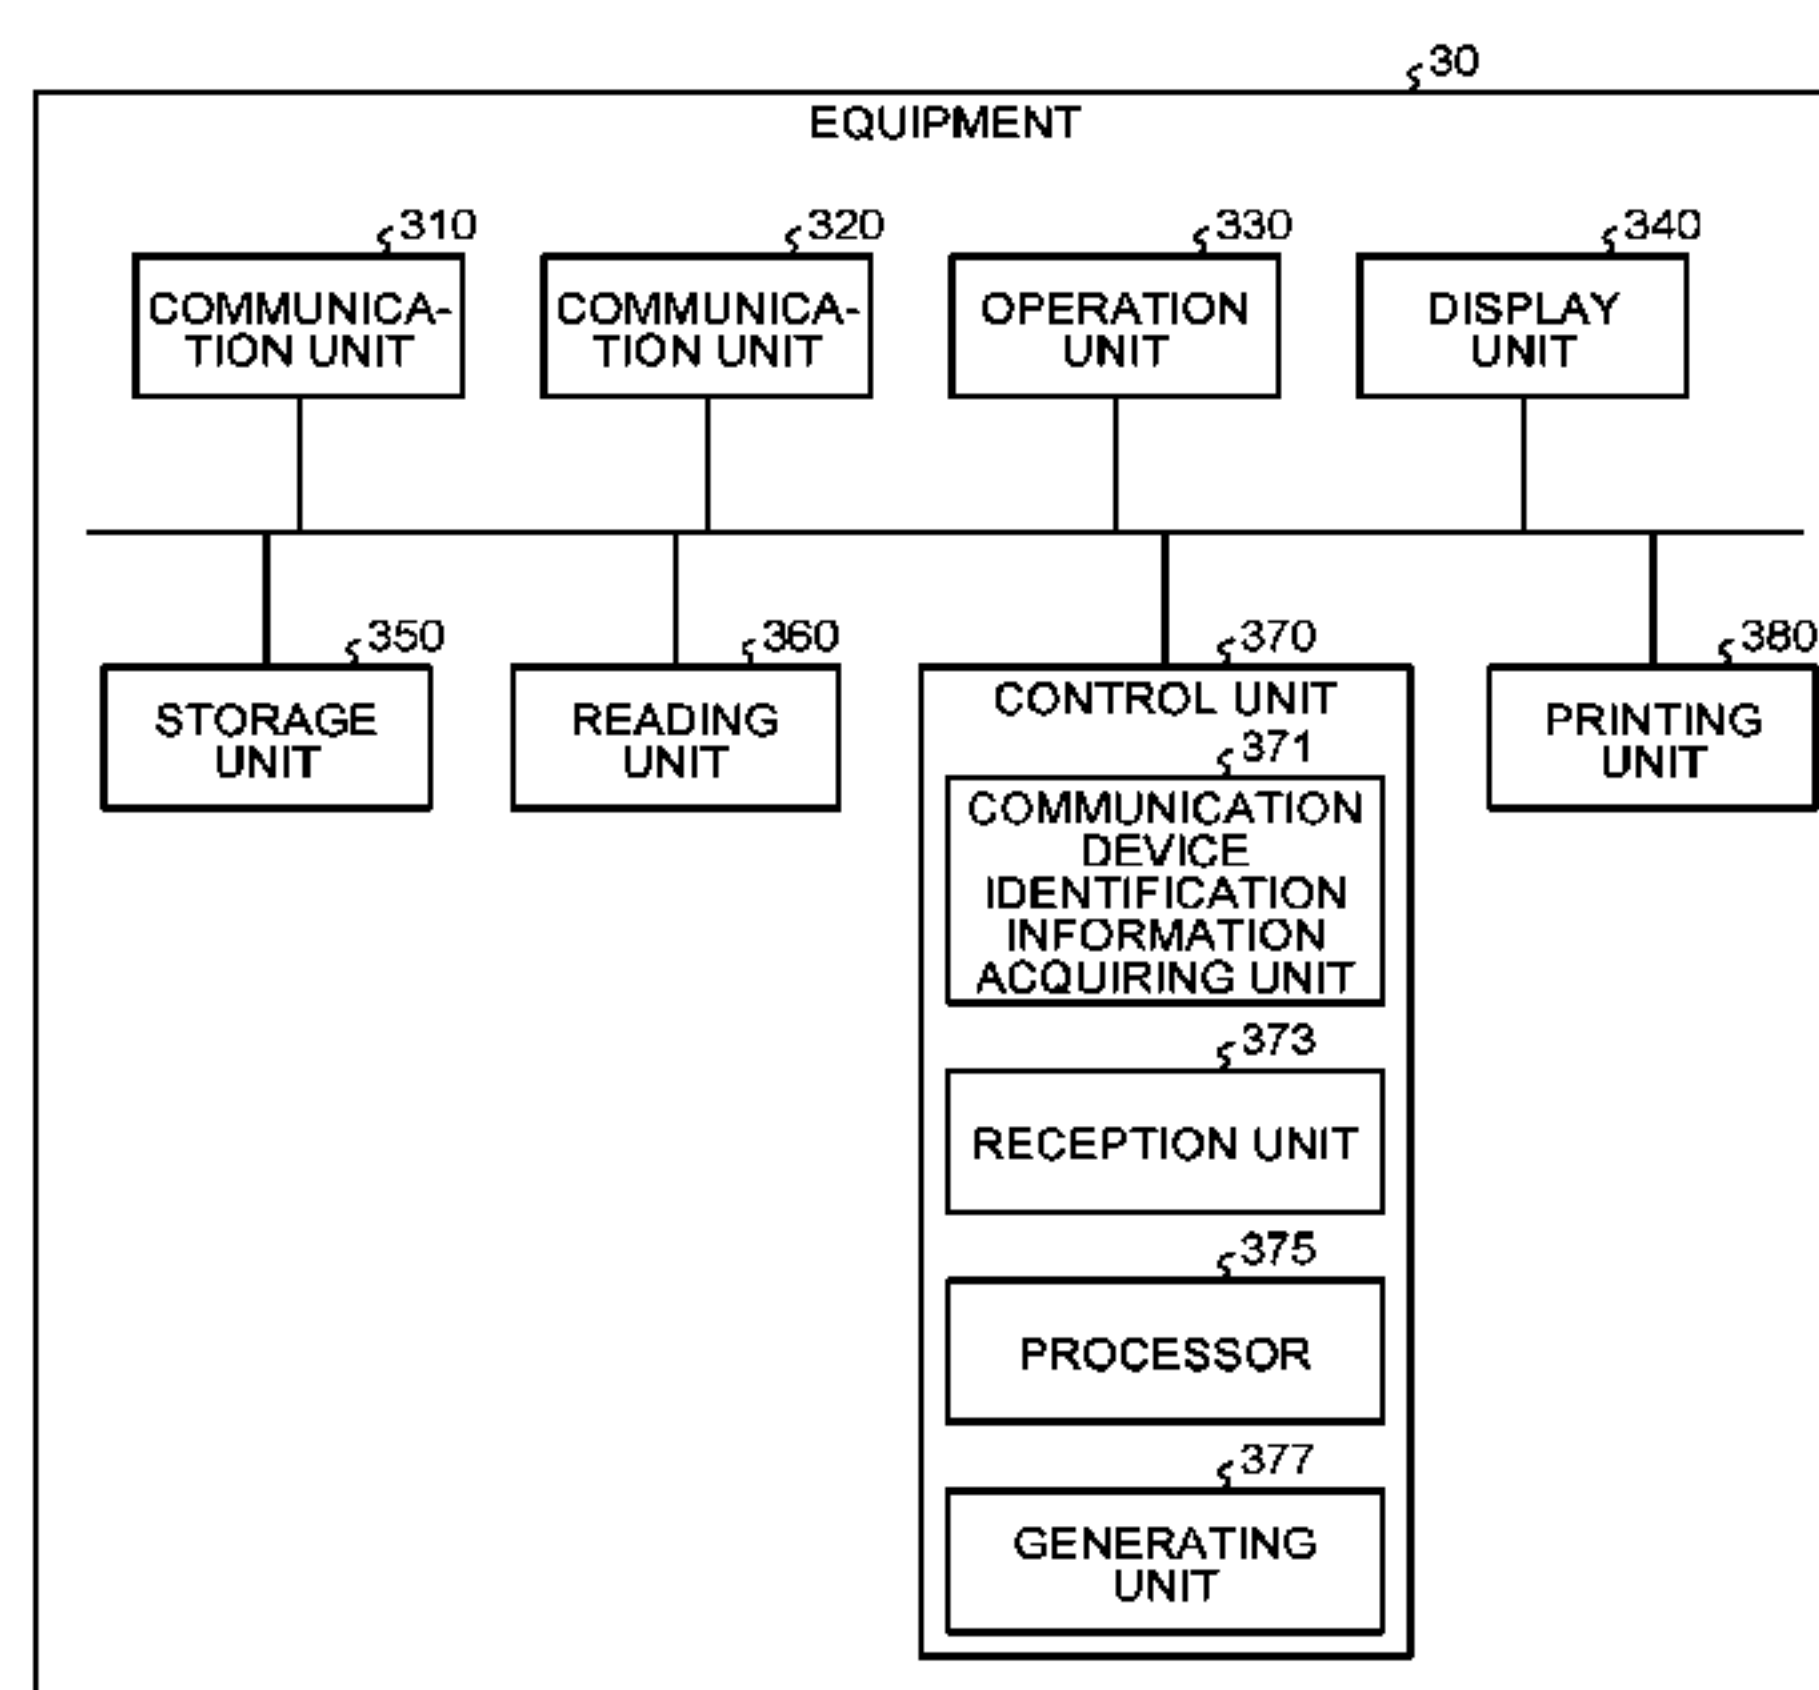 30
EQUIPMENT
310
COMMUNICA-
TION UNIT
320
COMMUNICA-
TION UNIT
330
OPERATION
UNIT
340
DISPLAY
UNIT
350
STORAGE
UNIT
360
READING
UNIT
370
CONTROL UNIT
371
COMMUNICATION
DEVICE
IDENTIFICATION
INFORMATION
ACQUIRING UNIT
373
RECEPTION UNIT
375
PROCESSOR
377
GENERATING
UNIT
380
PRINTING
UNIT